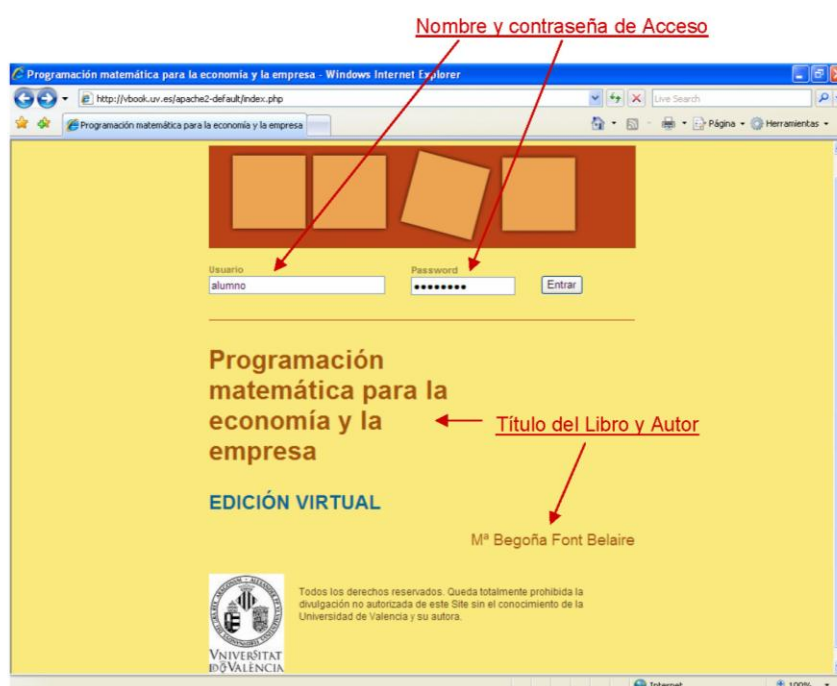 Nombre y contraseña de Acceso
Programación matemática para la economía y la empresa - Windows Internet Explorer
http://vbook.uv.es/apache2-default/index.php
Live Search
Programación matemática para la economía y la empresa
Página
Herramientas
Usuario
Password
alumno
Entrar
Programación
matemática para la
economía y la
empresa
Título del Libro y Autor
EDICIÓN VIRTUAL
Mª Begoña Font Belaire
Todos los derechos reservados. Queda totalmente prohibida la
divulgación no autorizada de este Site sin el conocimiento de la
Universidad de Valencia y su autora.
VNIVERSITAT
Internet
100%